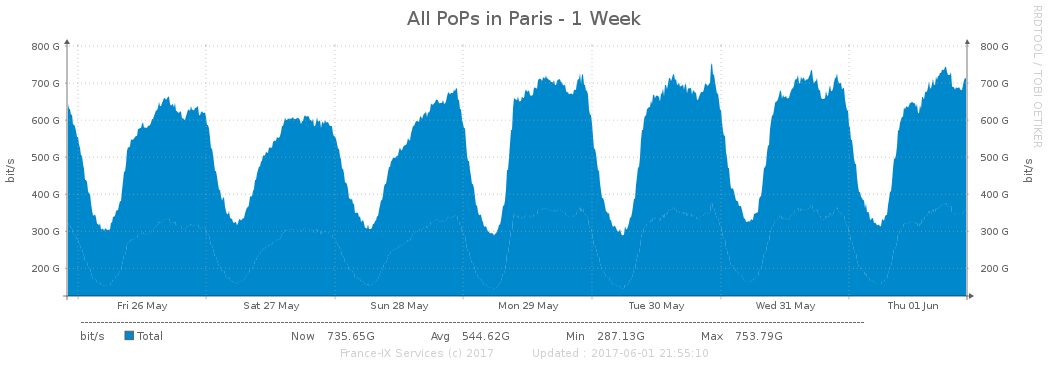 All PoPs in Paris - 1 Week
RRDTOOL / TOBI OETIKER
800 G 800 G
700 G 700 G
600 G 600 G
500 G 500 G
400 G 400 G
300 G 300 G
200 G 200 G
bit/s
bit/s
Fri 26 May Sat 27 May Sun 28 May Mon 29 May Tue 30 May Wed 31 May Thu 01 Jun
bit/s Total Now 735.65G Avg 544.62G Min 287.13G Max 753.79G
France-IX Services (c) 2017 Updated : 2017-06-01 21:55:10